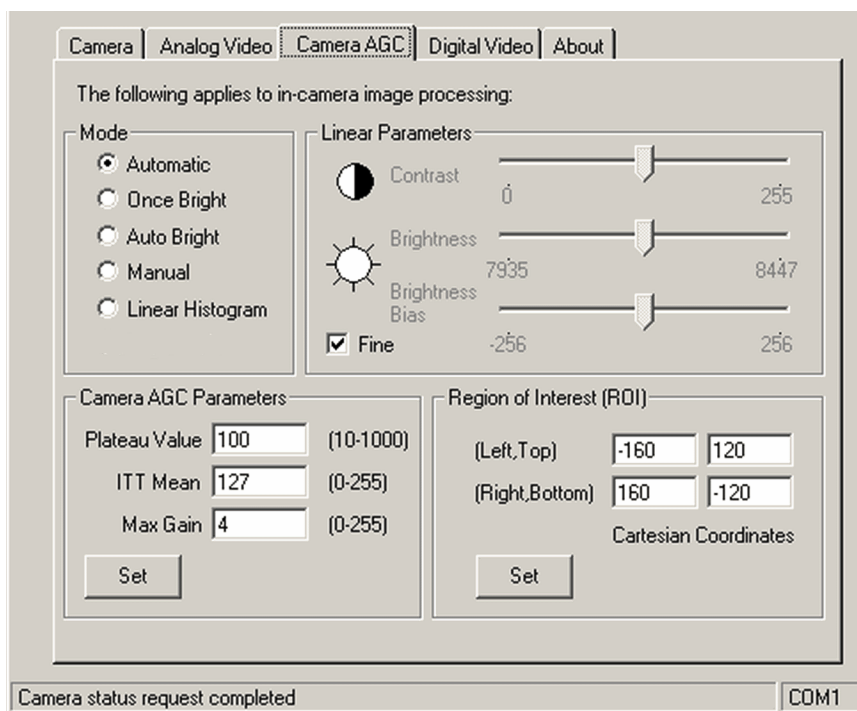 Camera Analog Video Camera AGC Digital Video About
The following applies to in-camera image processing:
Mode
Automatic
Once Bright
Auto Bright
Manual
Linear Histogram
Linear Parameters
Contrast
0 255
Brightness
7935 8447
Brightness
Bias
-256 256
Fine
Camera AGC Parameters
Plateau Value 100 (10-1000)
ITT Mean 127 (0-255)
Max Gain 4 (0-255)
Set
Region of Interest (ROI)
(Left,Top) -160 120
(Right,Bottom) 160 -120
Cartesian Coordinates
Set
Camera status request completed COM1